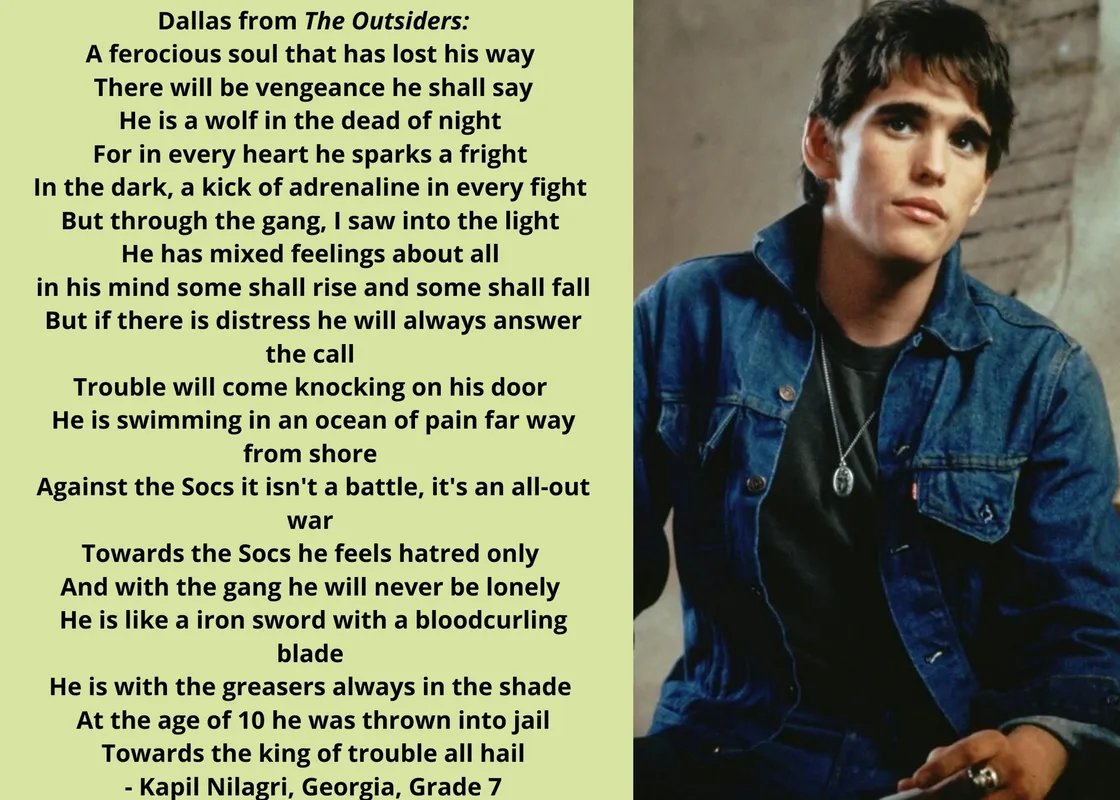 Dallas from The Outsiders:
A ferocious soul that has lost his way
There will be vengeance he shall say
He is a wolf in the dead of night
For in every heart he sparks a fright
In the dark, a kick of adrenaline in every fight
But through the gang, I saw into the light
He has mixed feelings about all
in his mind some shall rise and some shall fall
But if there is distress he will always answer
the call
Trouble will come knocking on his door
He is swimming in an ocean of pain far way
from shore
Against the Socs it isn't a battle, it's an all-out
war
Towards the Socs he feels hatred only
And with the gang he will never be lonely
He is like a iron sword with a bloodcurling
blade
He is with the greasers always in the shade
At the age of 10 he was thrown into jail
Towards the king of trouble all hail
- Kapil Nilagri, Georgia, Grade 7